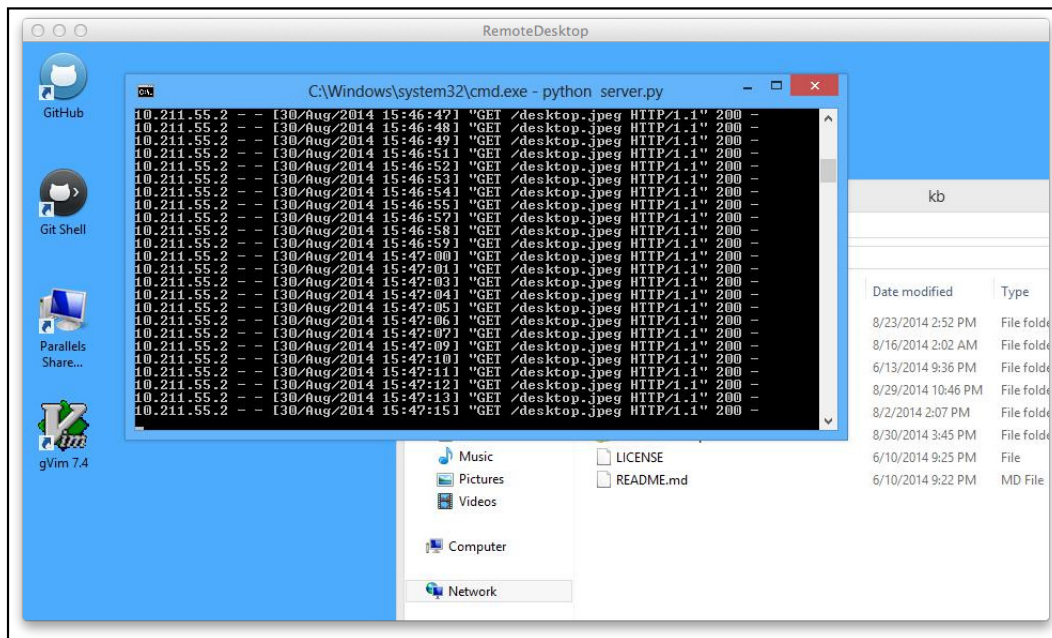 RemoteDesktop
GitHub
Git Shell
Parallels
Share...
gVim 7.4
C:\Windows\system32\cmd.exe - python server.py
10.211.55.2 - - [30/Aug/2014 15:46:47] "GET /desktop.jpeg HTTP/1.1" 200 -
10.211.55.2 - - [30/Aug/2014 15:46:48] "GET /desktop.jpeg HTTP/1.1" 200 -
10.211.55.2 - - [30/Aug/2014 15:46:49] "GET /desktop.jpeg HTTP/1.1" 200 -
10.211.55.2 - - [30/Aug/2014 15:46:51] "GET /desktop.jpeg HTTP/1.1" 200 -
10.211.55.2 - - [30/Aug/2014 15:46:52] "GET /desktop.jpeg HTTP/1.1" 200 -
10.211.55.2 - - [30/Aug/2014 15:46:53] "GET /desktop.jpeg HTTP/1.1" 200 -
10.211.55.2 - - [30/Aug/2014 15:46:54] "GET /desktop.jpeg HTTP/1.1" 200 -
10.211.55.2 - - [30/Aug/2014 15:46:55] "GET /desktop.jpeg HTTP/1.1" 200 -
10.211.55.2 - - [30/Aug/2014 15:46:57] "GET /desktop.jpeg HTTP/1.1" 200 -
10.211.55.2 - - [30/Aug/2014 15:46:58] "GET /desktop.jpeg HTTP/1.1" 200 -
10.211.55.2 - - [30/Aug/2014 15:46:59] "GET /desktop.jpeg HTTP/1.1" 200 -
10.211.55.2 - - [30/Aug/2014 15:47:00] "GET /desktop.jpeg HTTP/1.1" 200 -
10.211.55.2 - - [30/Aug/2014 15:47:01] "GET /desktop.jpeg HTTP/1.1" 200 -
10.211.55.2 - - [30/Aug/2014 15:47:03] "GET /desktop.jpeg HTTP/1.1" 200 -
10.211.55.2 - - [30/Aug/2014 15:47:04] "GET /desktop.jpeg HTTP/1.1" 200 -
10.211.55.2 - - [30/Aug/2014 15:47:05] "GET /desktop.jpeg HTTP/1.1" 200 -
10.211.55.2 - - [30/Aug/2014 15:47:06] "GET /desktop.jpeg HTTP/1.1" 200 -
10.211.55.2 - - [30/Aug/2014 15:47:07] "GET /desktop.jpeg HTTP/1.1" 200 -
10.211.55.2 - - [30/Aug/2014 15:47:09] "GET /desktop.jpeg HTTP/1.1" 200 -
10.211.55.2 - - [30/Aug/2014 15:47:10] "GET /desktop.jpeg HTTP/1.1" 200 -
10.211.55.2 - - [30/Aug/2014 15:47:11] "GET /desktop.jpeg HTTP/1.1" 200 -
10.211.55.2 - - [30/Aug/2014 15:47:12] "GET /desktop.jpeg HTTP/1.1" 200 -
10.211.55.2 - - [30/Aug/2014 15:47:13] "GET /desktop.jpeg HTTP/1.1" 200 -
10.211.55.2 - - [30/Aug/2014 15:47:15] "GET /desktop.jpeg HTTP/1.1" 200 -
kb
Date modified Type
8/23/2014 2:52 PM File folde
8/16/2014 2:02 AM File folde
6/13/2014 9:36 PM File folde
8/29/2014 10:46 PM File folde
8/2/2014 2:07 PM File folde
8/30/2014 3:45 PM File folde
Music LICENSE 6/10/2014 9:25 PM File
Pictures README.md 6/10/2014 9:22 PM MD File
Videos
Computer
Network